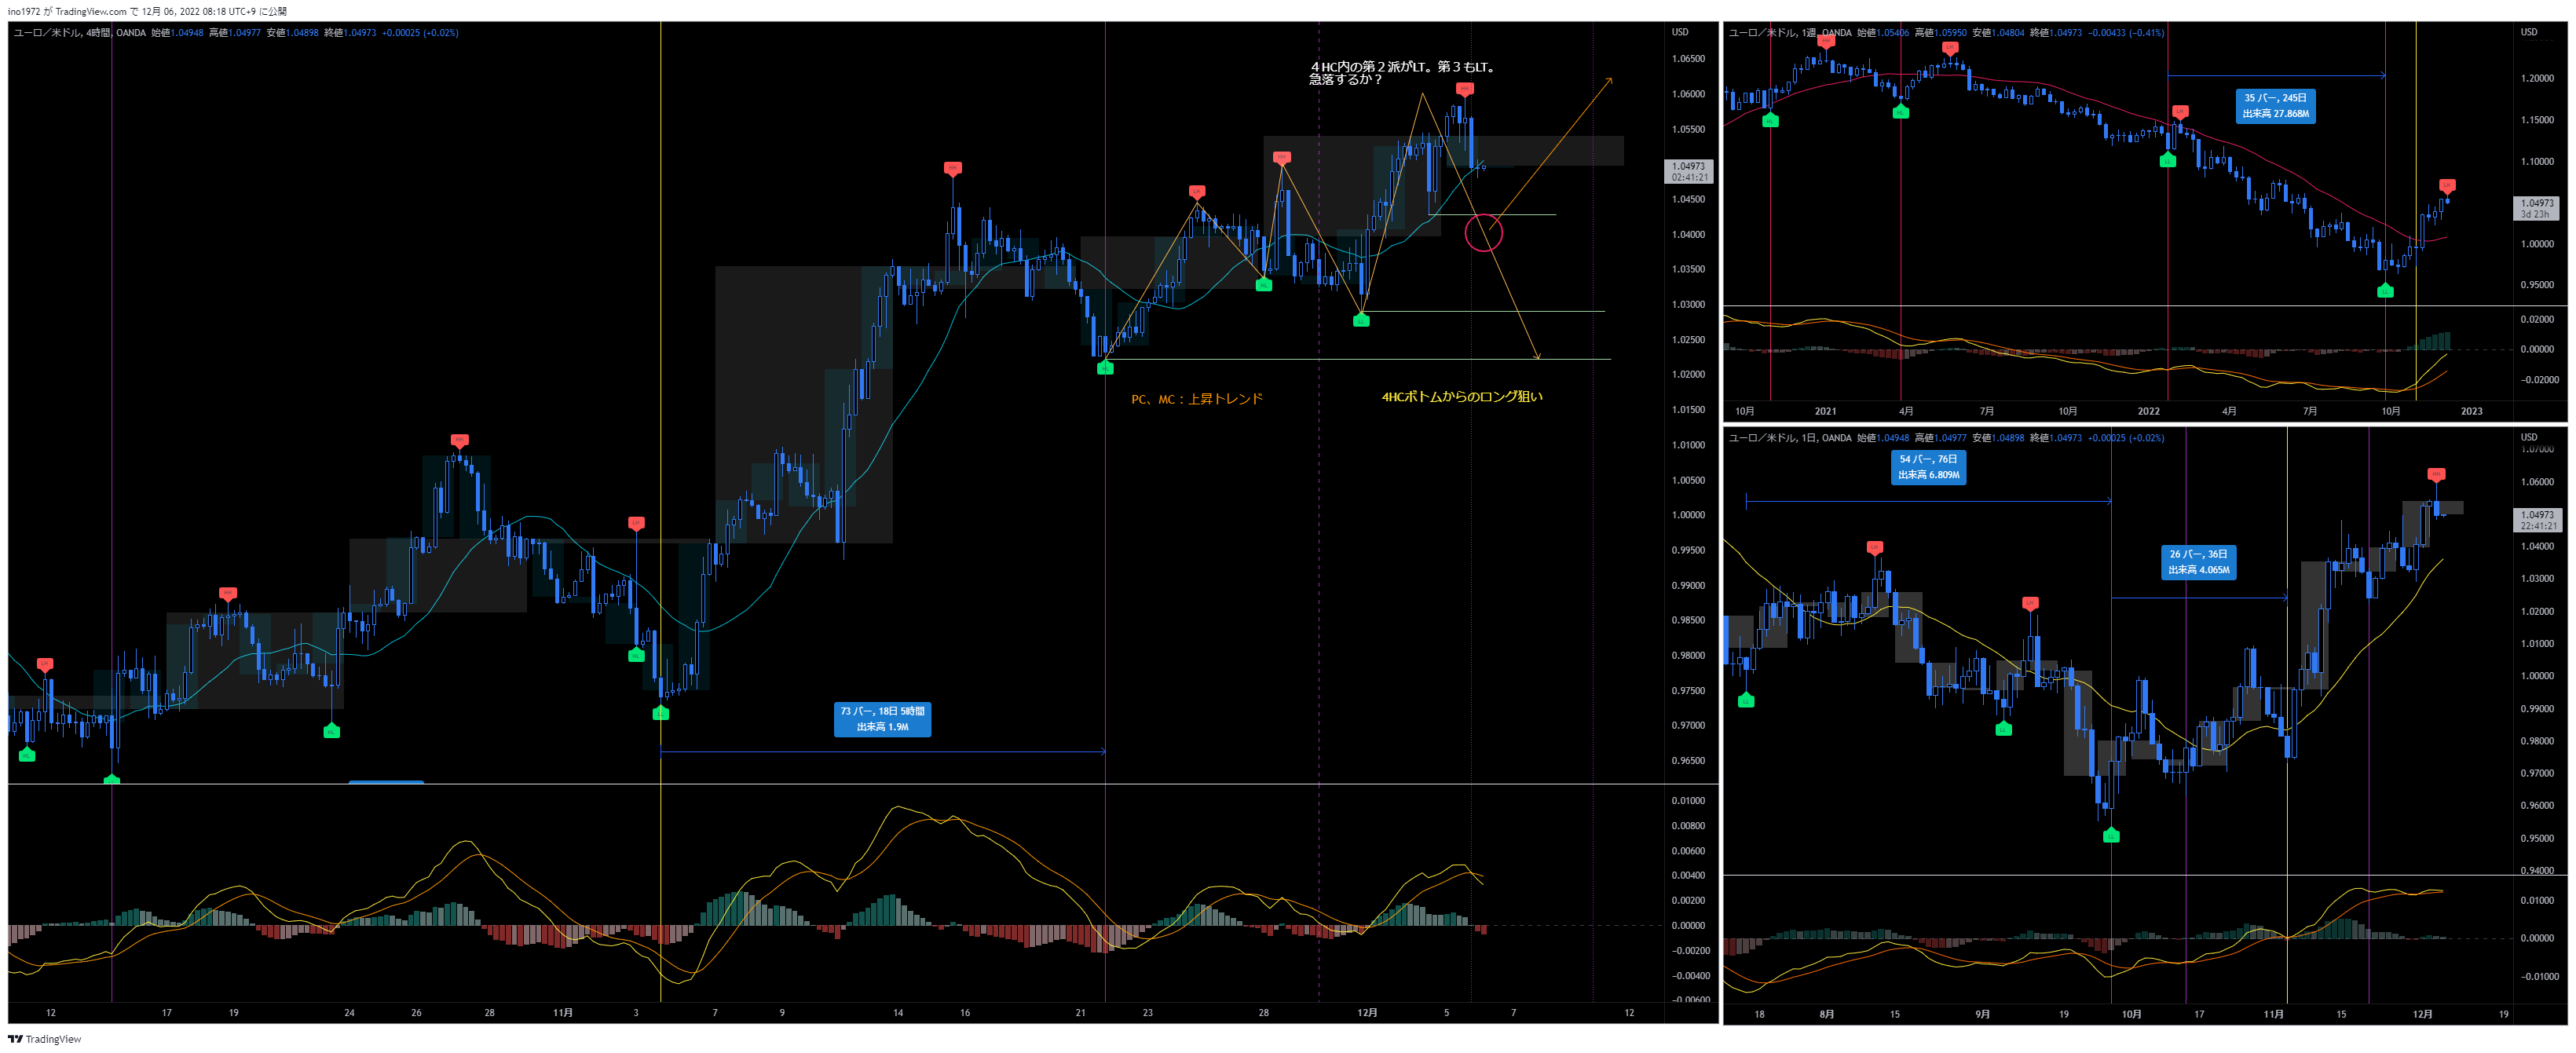 ino1972 が TradingView.com で 12月 06, 2022 08:18 UTC+9 に公開
ユーロ／米ドル, 4時間, OANDA 始値1.04948 高値1.04977 安値1.04898 終値1.04973 +0.00025 (+0.02%)
USD
４HC内の第２派がLT。第３もLT。
急落するか？
1.06500
1.06000
1.05500
1.04973
02:41:21
1.04500
1.04000
1.03500
1.03000
1.02500
1.02000
1.01500
1.01000
1.00500
1.00000
0.99500
0.99000
0.98500
0.98000
0.97500
0.97000
0.96500
PC、MC：上昇トレンド
4HCボトムからのロング狙い
73 バー, 18日 5時間
出来高 1.9M
0.01000
0.00800
0.00600
0.00400
0.00200
0.00000
−0.00200
−0.00400
−0.00600
12 17 19 24 26 28 11月 3 7 9 14 16 21 23 28 12月 5 7 12
ユーロ／米ドル, 1週, OANDA 始値1.05406 高値1.05950 安値1.04804 終値1.04973 −0.00433 (−0.41%)
USD
35 バー, 245日
出来高 27.868M
1.20000
1.15000
1.10000
1.04973
3d 23h
1.00000
0.95000
0.02000
0.00000
−0.02000
10月 2021 4月 7月 10月 2022 4月 7月 10月 2023
ユーロ／米ドル, 1日, OANDA 始値1.04948 高値1.04977 安値1.04898 終値1.04973 +0.00025 (+0.02%)
USD
54 バー, 76日
出来高 6.809M
26 バー, 36日
出来高 4.065M
1.07000
1.06000
1.04973
22:41:21
1.04000
1.03000
1.02000
1.01000
1.00000
0.99000
0.98000
0.97000
0.96000
0.95000
0.94000
0.01000
0.00000
−0.01000
18 8月 15 9月 19 10月 17 11月 15 12月 19
TradingView